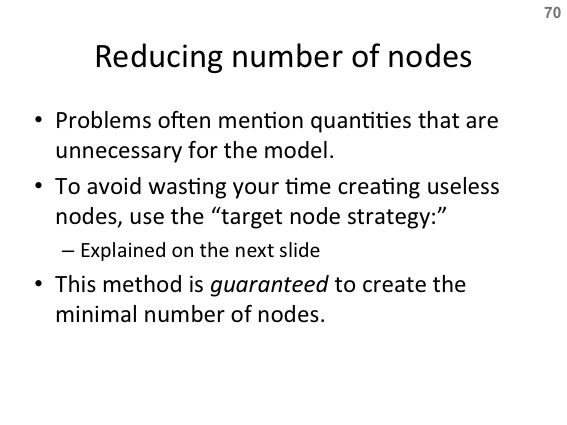 70
Reducing number of nodes
• Problems often mention quantities that are
unnecessary for the model.
• To avoid wasting your time creating useless
nodes, use the “target node strategy:”
– Explained on the next slide
• This method is guaranteed to create the
minimal number of nodes.